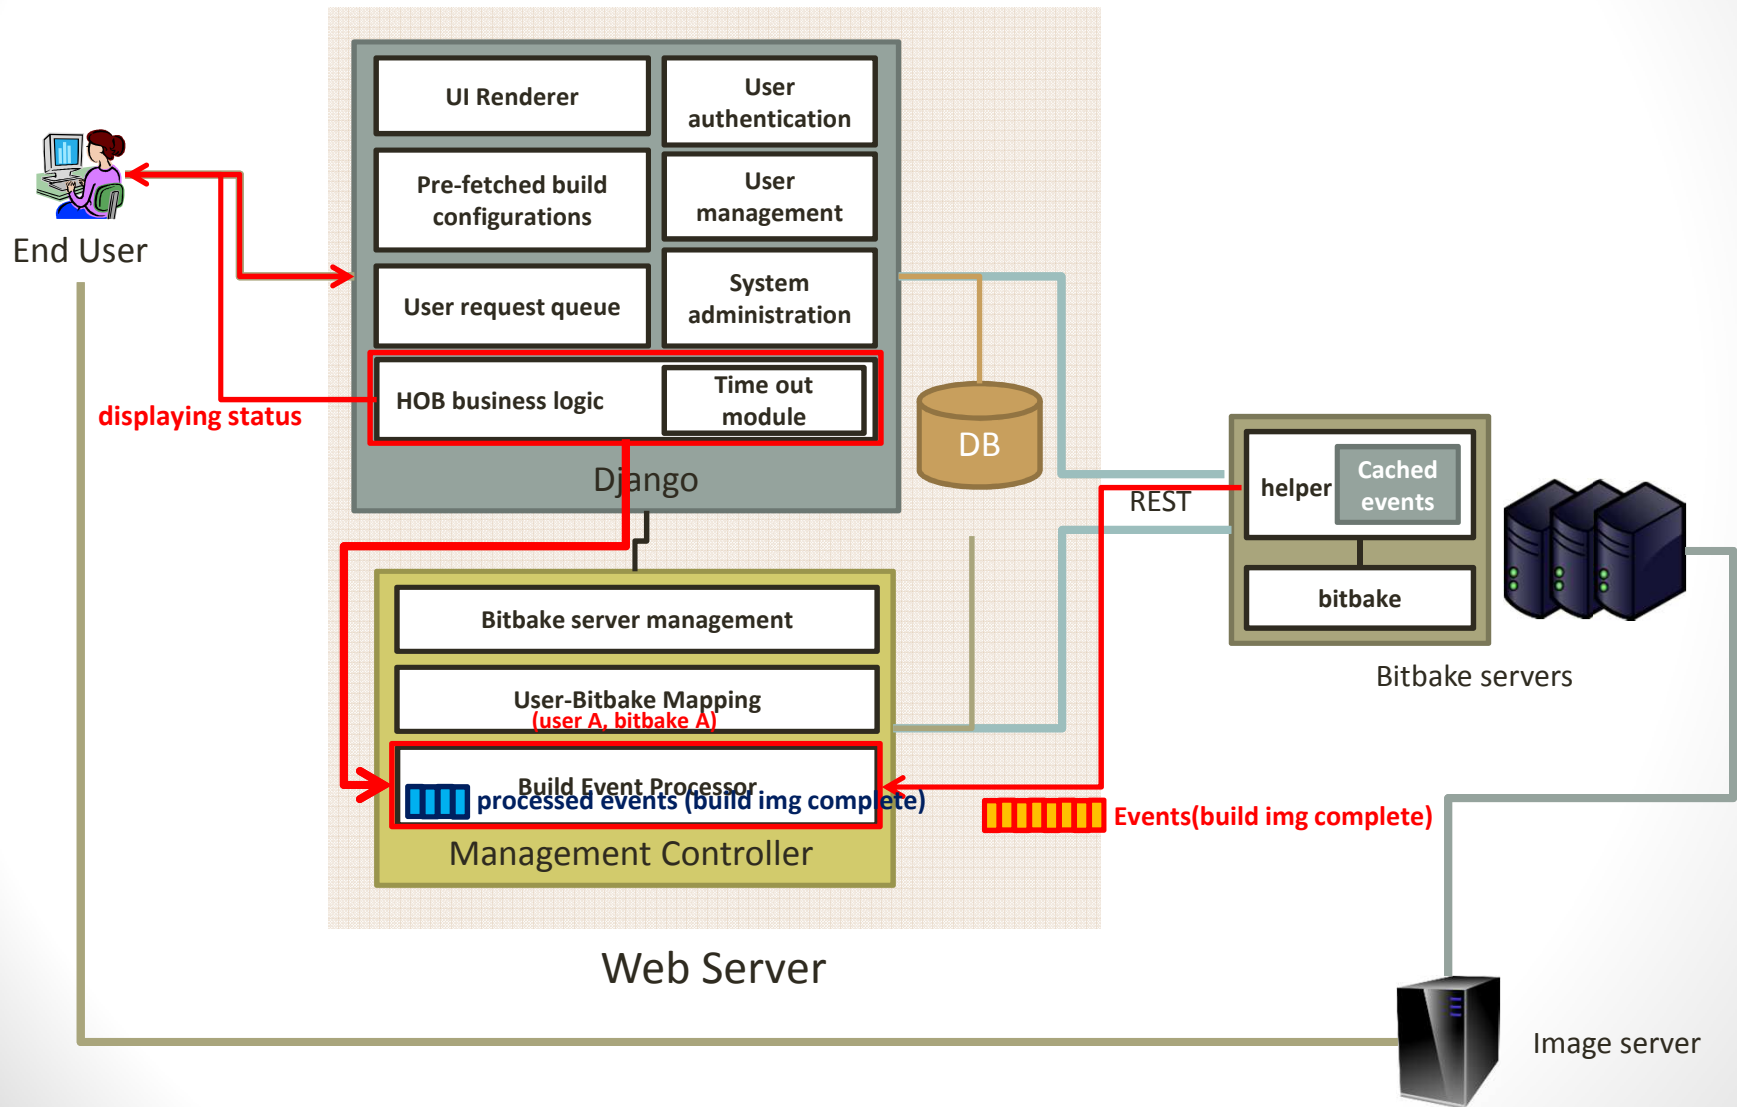 UI Renderer
User
authentication
Pre-fetched build
configurations
User
management
End User
User request queue
System
administration
HOB business logic
Time out
module
displaying status
Django
DB
REST
helper
Cached
events
bitbake
Bitbake servers
Bitbake server management
User-Bitbake Mapping
(user A, bitbake A)
Build Event Processor
processed events (build img complete)
Events(build img complete)
Management Controller
Web Server
Image server